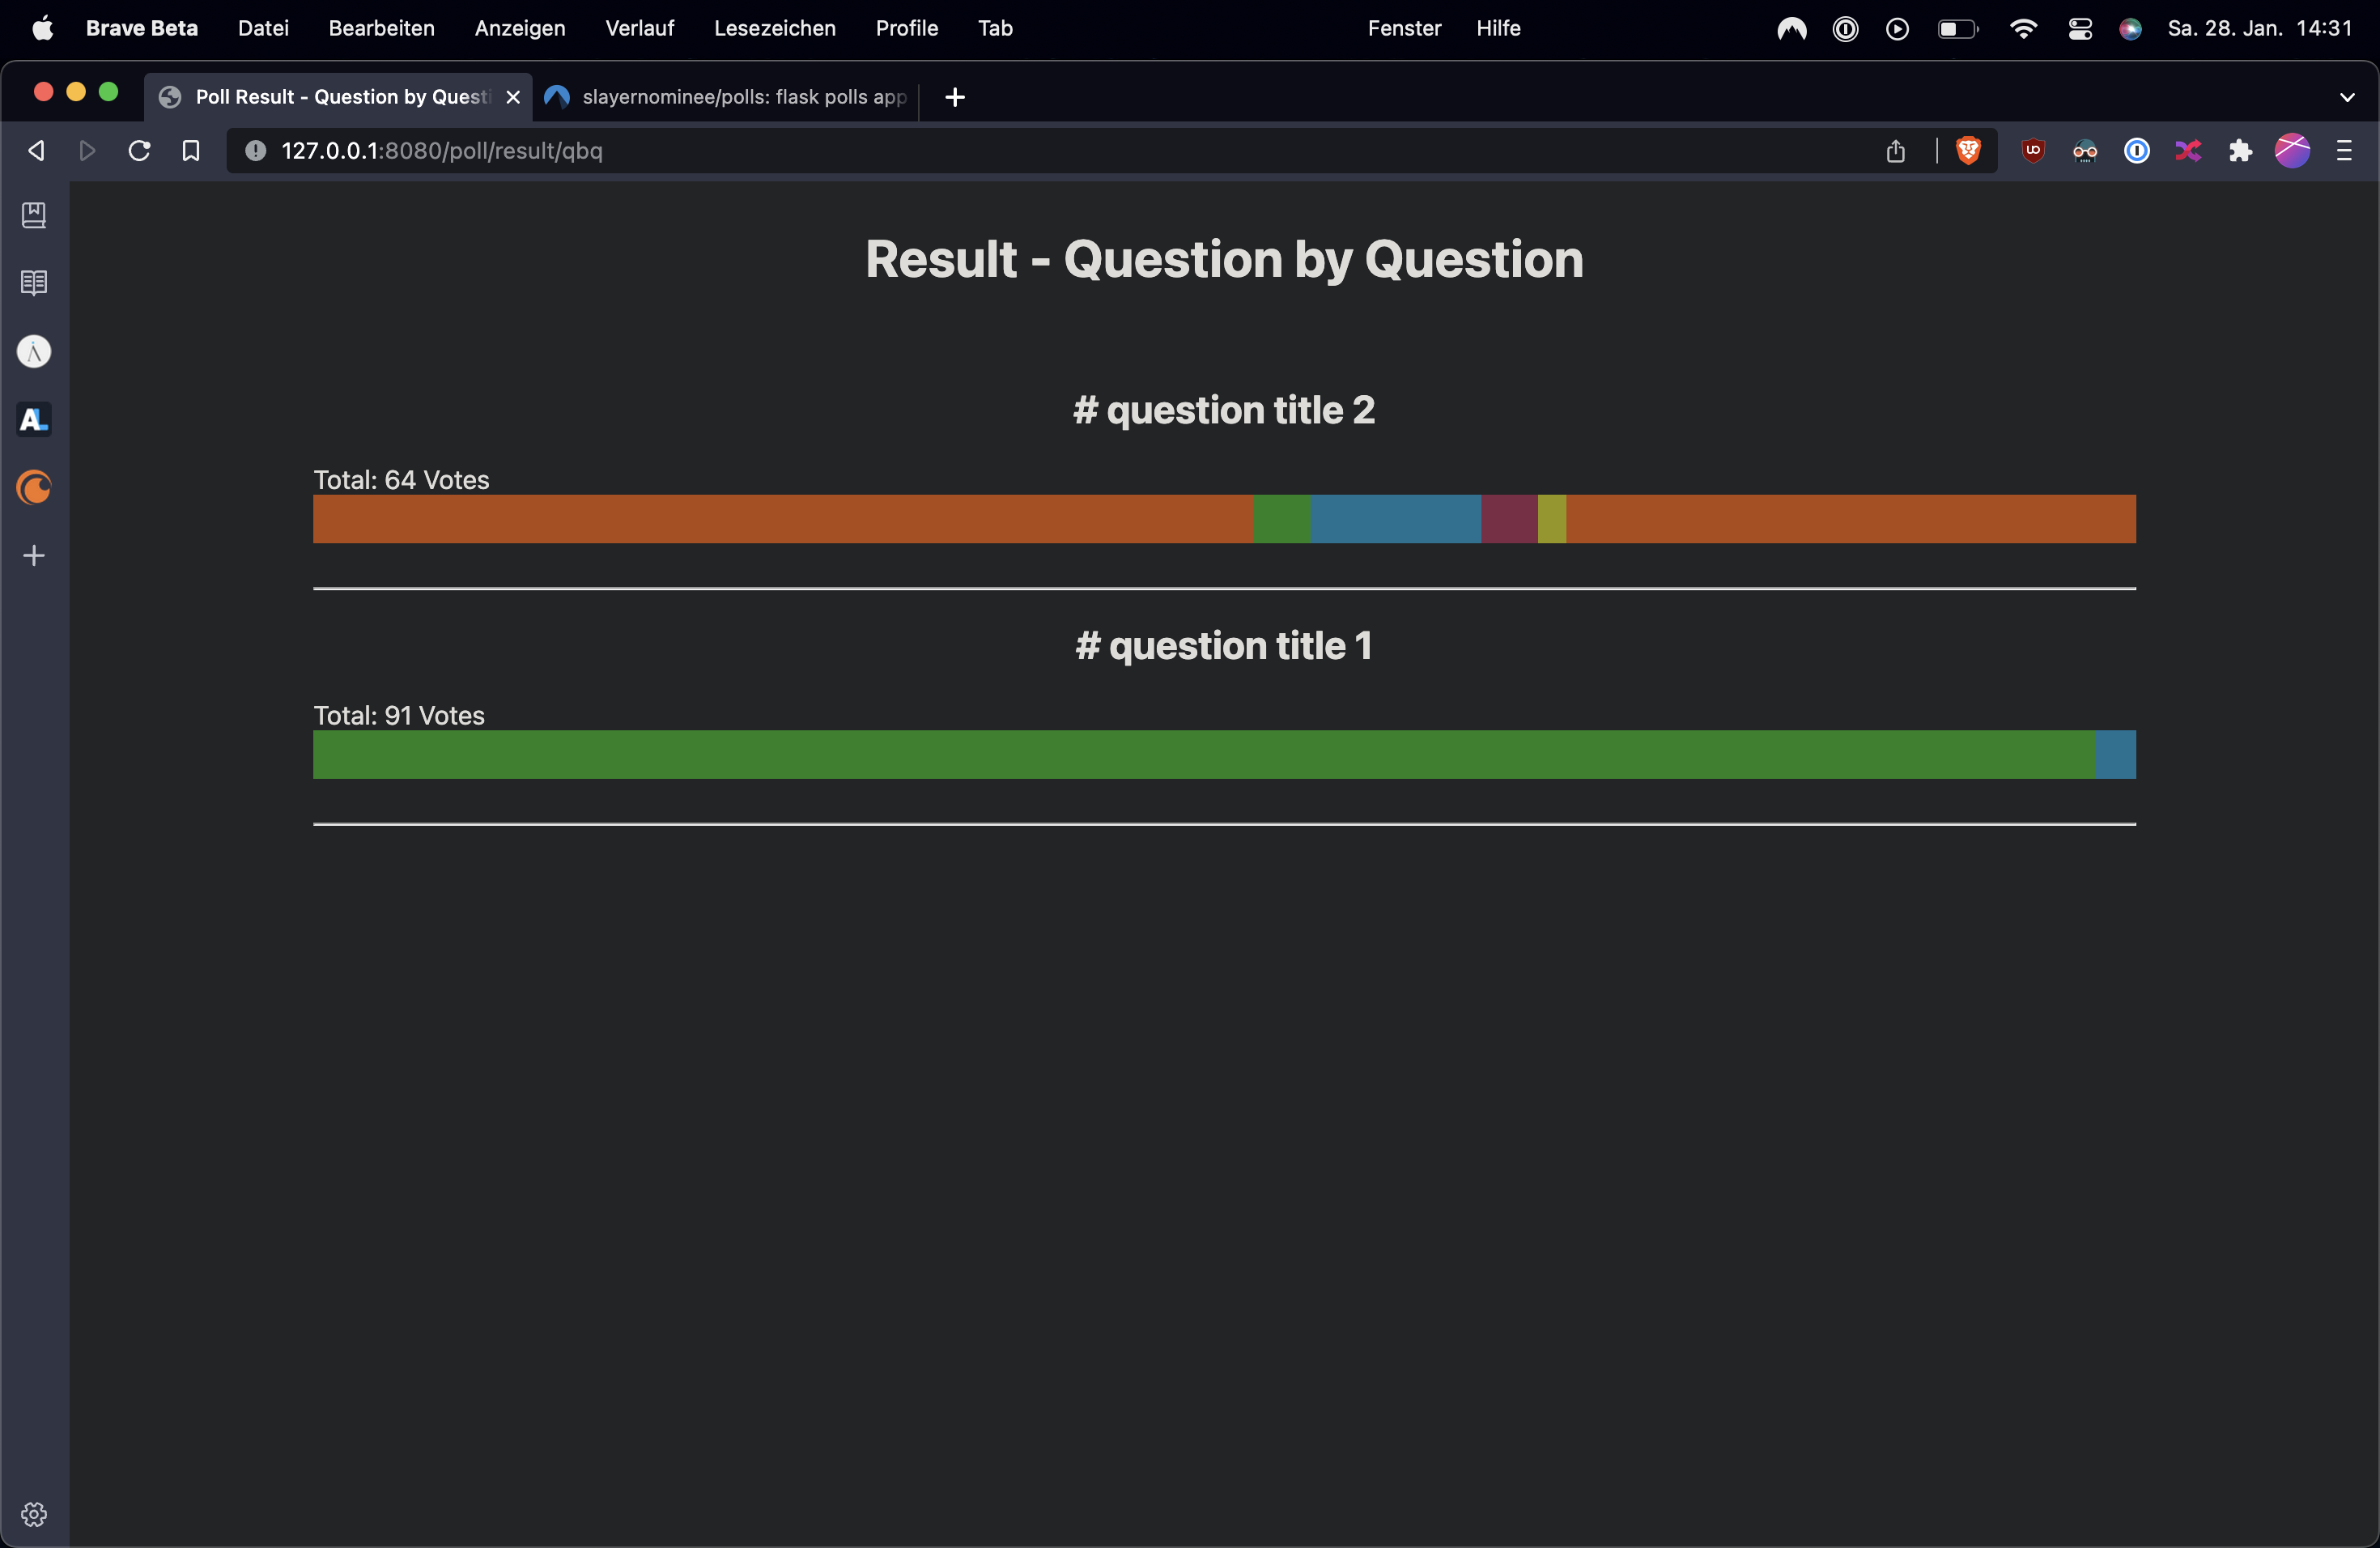 Brave Beta Datei Bearbeiten Anzeigen Verlauf Lesezeichen Profile Tab Fenster Hilfe Sa. 28. Jan. 14:31
Poll Result - Question by Questi slayernominee/polls: flask polls app
127.0.0.1:8080/poll/result/qbq
Result - Question by Question
# question title 2
Total: 64 Votes
# question title 1
Total: 91 Votes